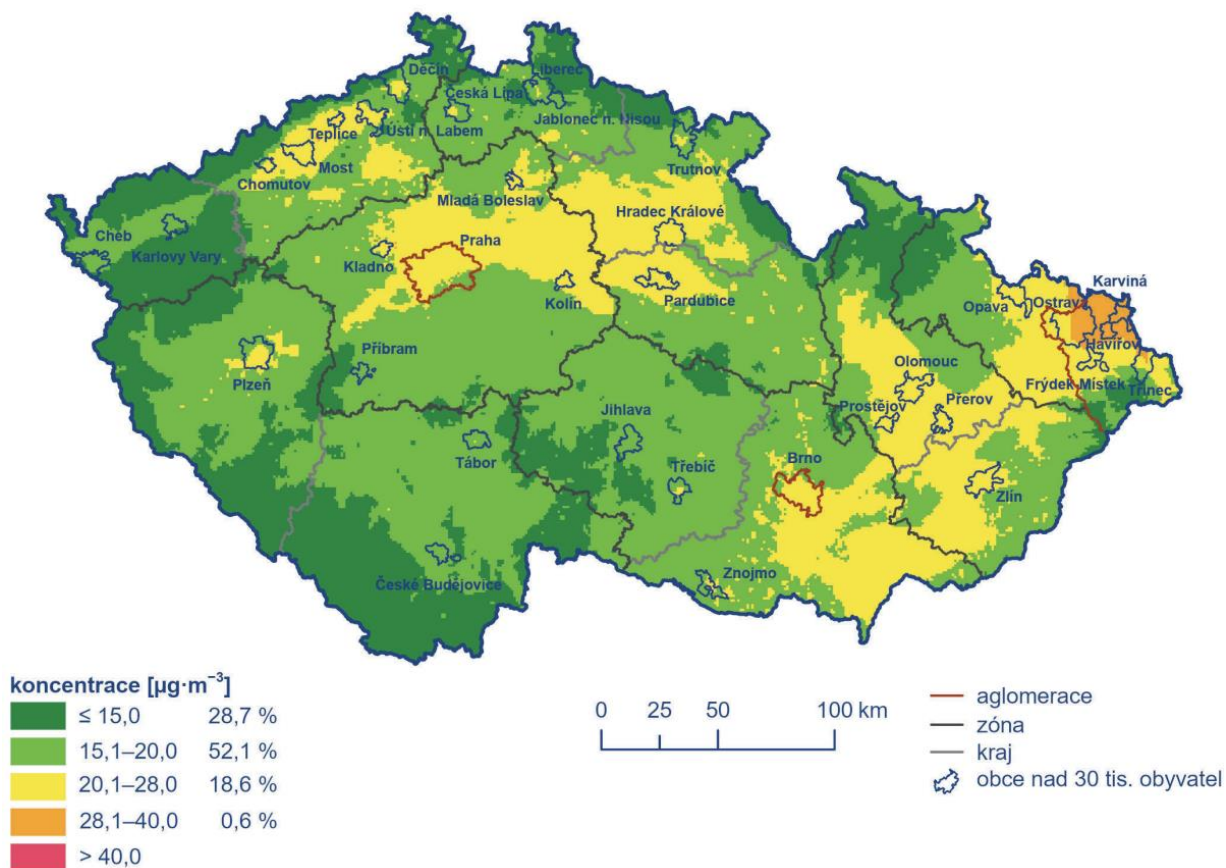 Děčín
Liberec
Česká Lípa
Jablonec n. Nisou
Teplice
Ústí n. Labem
Most
Chomutov
Trutnov
Mladá Boleslav
Hradec Králové
Cheb
Karlovy Vary
Praha
Kladno
Kolín
Pardubice
Karviná
Opava
Ostrava
Havířov
Příbram
Plzeň
Olomouc
Frýdek Místek
Třinec
Prostějov
Přerov
Jihlava
Tábor
Třebíč
Brno
Zlín
Znojmo
České Budějovice
koncentrace [µg·m⁻³]
≤ 15,0 28,7 %
15,1–20,0 52,1 %
20,1–28,0 18,6 %
28,1–40,0 0,6 %
> 40,0
0 25 50 100 km
aglomerace
zóna
kraj
obce nad 30 tis. obyvatel